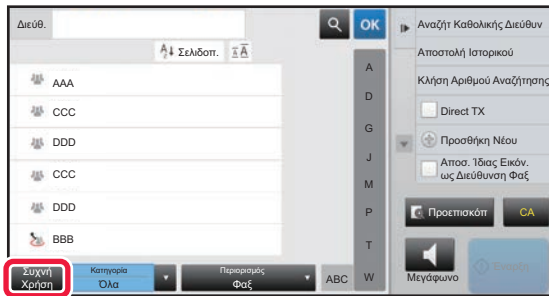 Διεύθ.
OK
Σελιδοπ.
AAA
CCC
DDD
CCC
DDD
BBB
A
D
G
J
M
P
T
W
Συχνή
Χρήση
Κατηγορία
Όλα
Περιορισμός
Φαξ
ABC
Αναζήτ Καθολικής Διεύθυν
Αποστολή Ιστορικού
Κλήση Αριθμού Αναζήτησης
Direct TX
Προσθήκη Νέου
Αποσ. Ίδιας Εικόν.
ως Διεύθυνση Φαξ
Προεπισκόπ
CA
Μεγάφωνο
Έναρξη